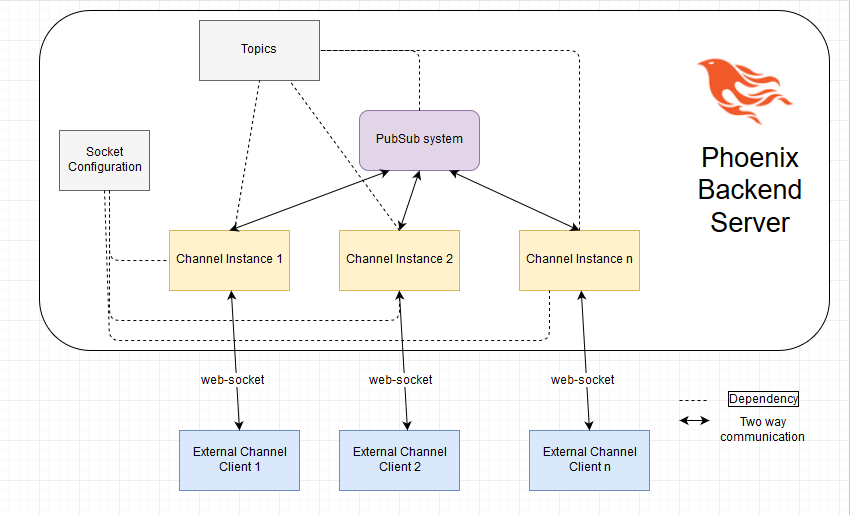 Topics
PubSub system
Socket
Configuration
Phoenix
Backend
Server
Channel Instance 1
Channel Instance 2
Channel Instance n
web-socket
web-socket
web-socket
Dependency
Two way
communication
External Channel
Client 1
External Channel
Client 2
External Channel
Client n